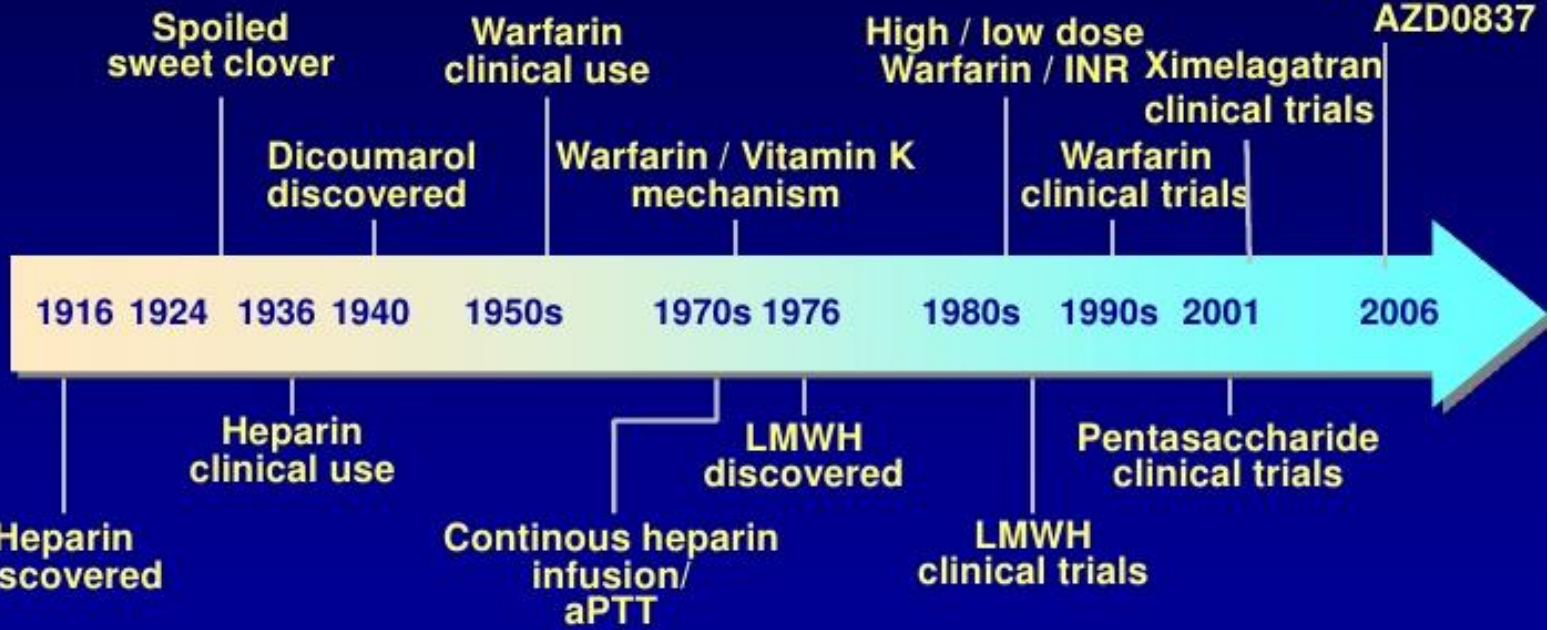 AZD0837
Spoiled
sweet clover
Warfarin
clinical use
High / low dose
Warfarin / INR
Ximelagatran
clinical trials
Dicoumarol
discovered
Warfarin / Vitamin K
mechanism
Warfarin
clinical trials
1916 1924 1936 1940 1950s 1970s 1976 1980s 1990s 2001 2006
Heparin
clinical use
LMWH
discovered
Pentasaccharide
clinical trials
Heparin
scovered
Continous heparin
infusion/
aPTT
LMWH
clinical trials